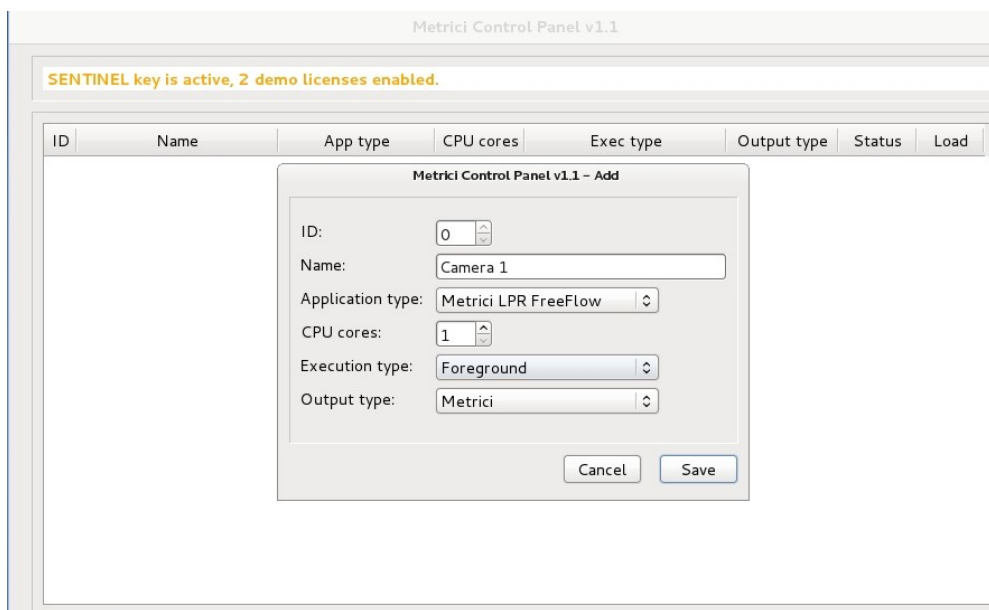 Metrici Control Panel v1.1
SENTINEL key is active, 2 demo licenses enabled.
ID Name App type CPU cores Exec type Output type Status Load
Metrici Control Panel v1.1 – Add
ID: 0
Name: Camera 1
Application type: Metrici LPR FreeFlow
CPU cores: 1
Execution type: Foreground
Output type: Metrici
Cancel Save